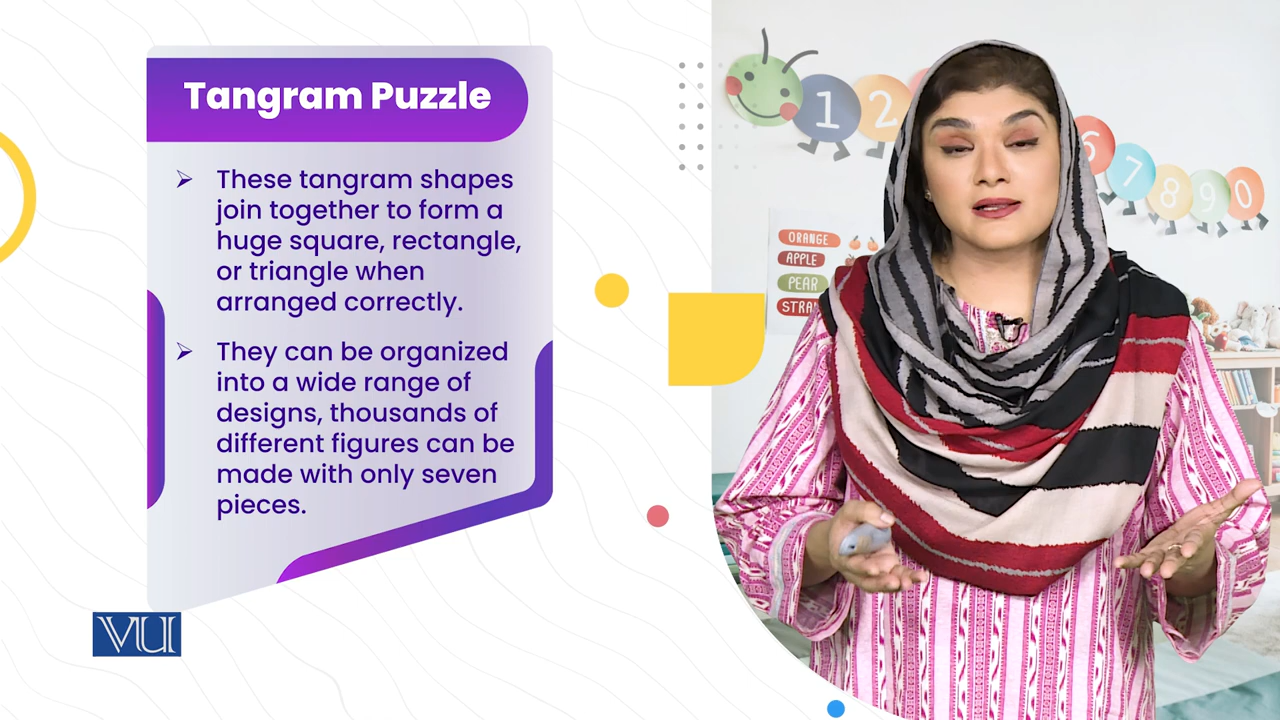 Tangram Puzzle
➢ These tangram shapes
join together to form a
huge square, rectangle,
or triangle when
arranged correctly.
➢ They can be organized
into a wide range of
designs, thousands of
different figures can be
made with only seven
pieces.
VU
1 2
6 7 8 9 0
ORANGE
APPLE
PEAR